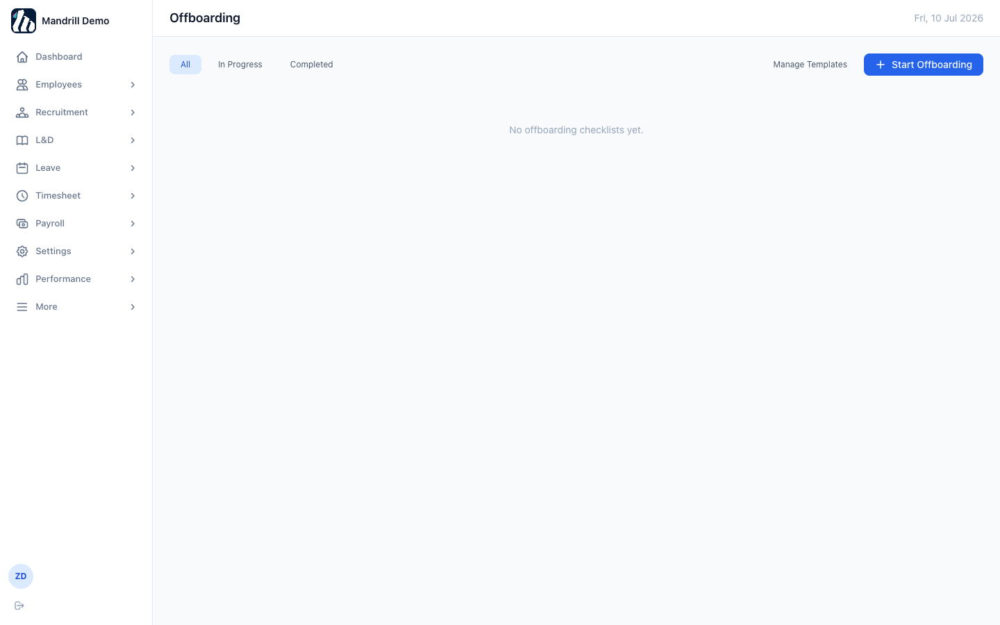 Mandrill Demo
Dashboard
Employees
Recruitment
L&D
Leave
Timesheet
Payroll
Settings
Performance
More
ZD
Offboarding
Fri, 10 Jul 2026
All
In Progress
Completed
Manage Templates
Start Offboarding
No offboarding checklists yet.